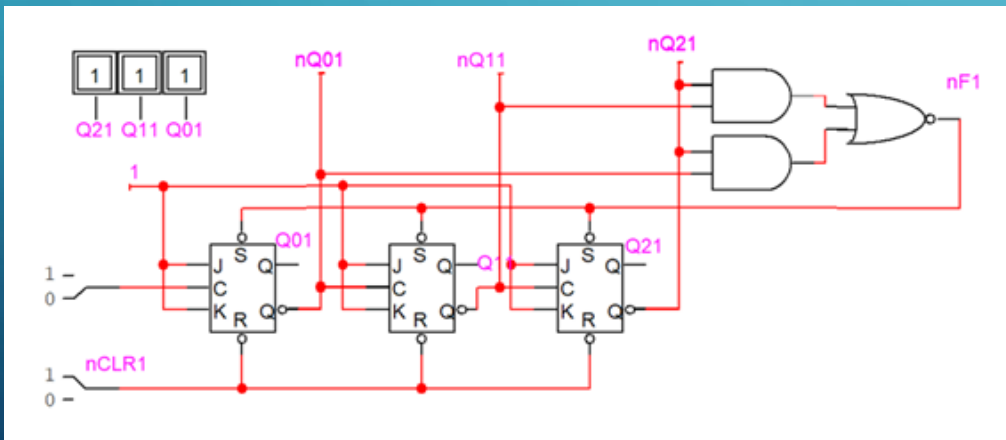 nQ01 nQ11 nQ21
nF1
1 1 1
Q21 Q11 Q01
1
Q01 Q21
S S S
J Q J Q J Q
1
0
C C C
K Q K Q K Q
R R R
nCLR1
1
0